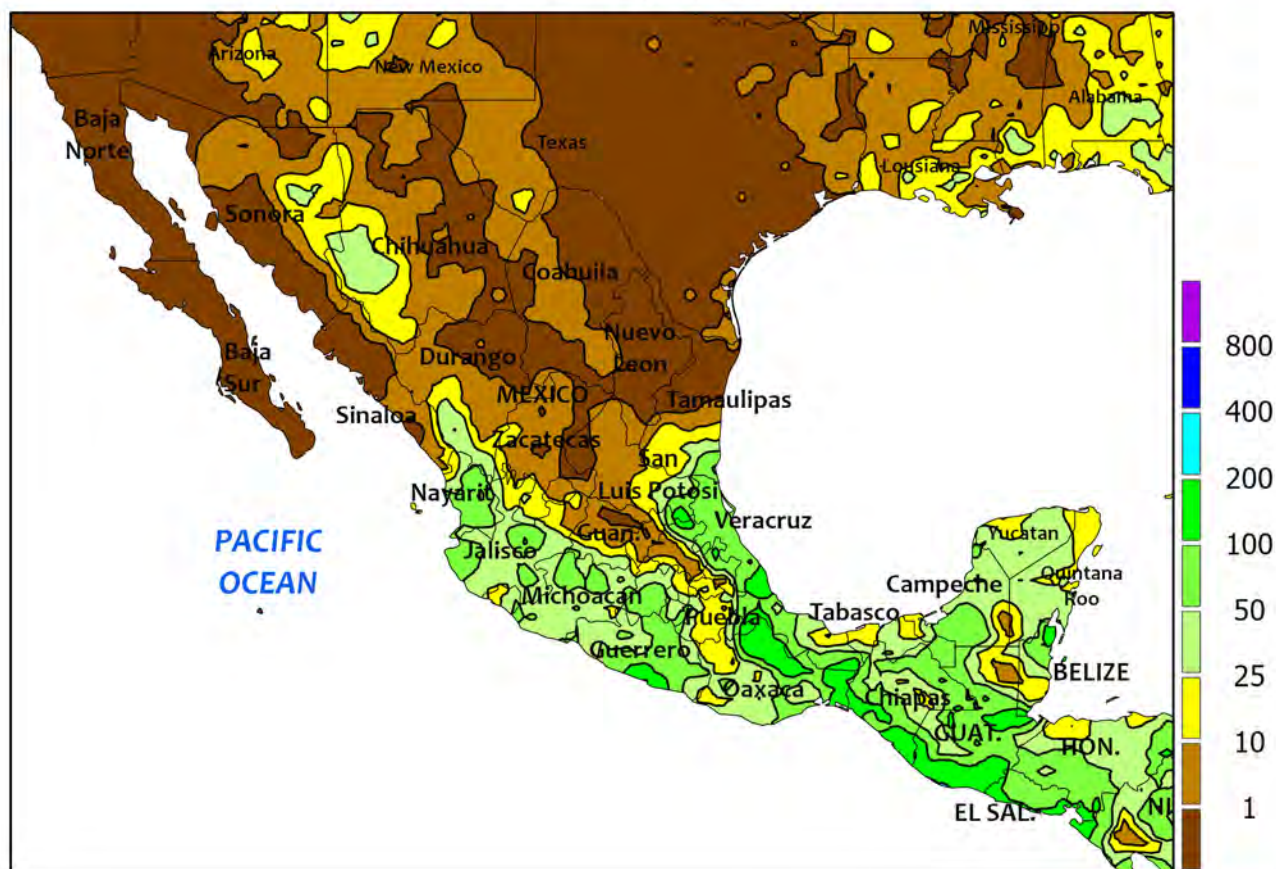 Mississippi
Arizona
New Mexico
Alabama
Baja
Norte
Texas
Lousiana
Sonora
Chihuahua
Coahuila
Nuevo
Leon
Baja
Sur
Durango
800
MEXICO
Tamaulipas
Sinaloa
400
Zacatecas
San
200
Nayarit
Luis Potosi
Veracruz
PACIFIC
OCEAN
Guan.
Yucatan
100
Jalisco
Quintana
Roo
Campeche
Michoacan
Puebla
Tabasco
50
Guerrero
BELIZE
25
Oaxaca
Chiapas
GUAT.
HON.
10
EL SAL.
NI
1